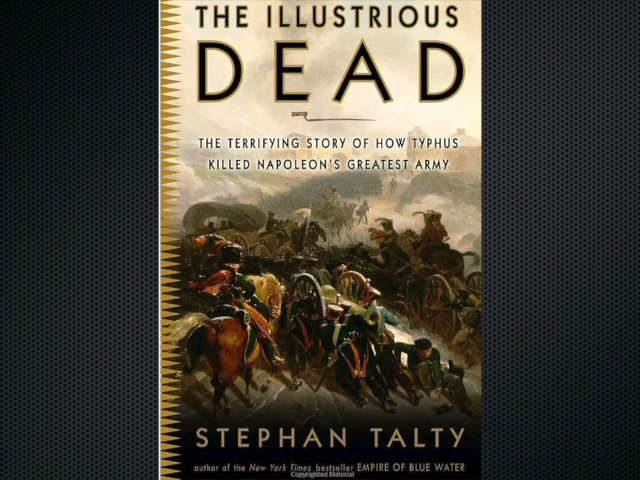 THE ILLUSTRIOUS
DEAD
THE TERRIFYING STORY OF HOW TYPHUS
KILLED NAPOLEON'S GREATEST ARMY
STEPHAN TALTY
author of the New York Times bestseller EMPIRE OF BLUE WATER
Copyrighted Material